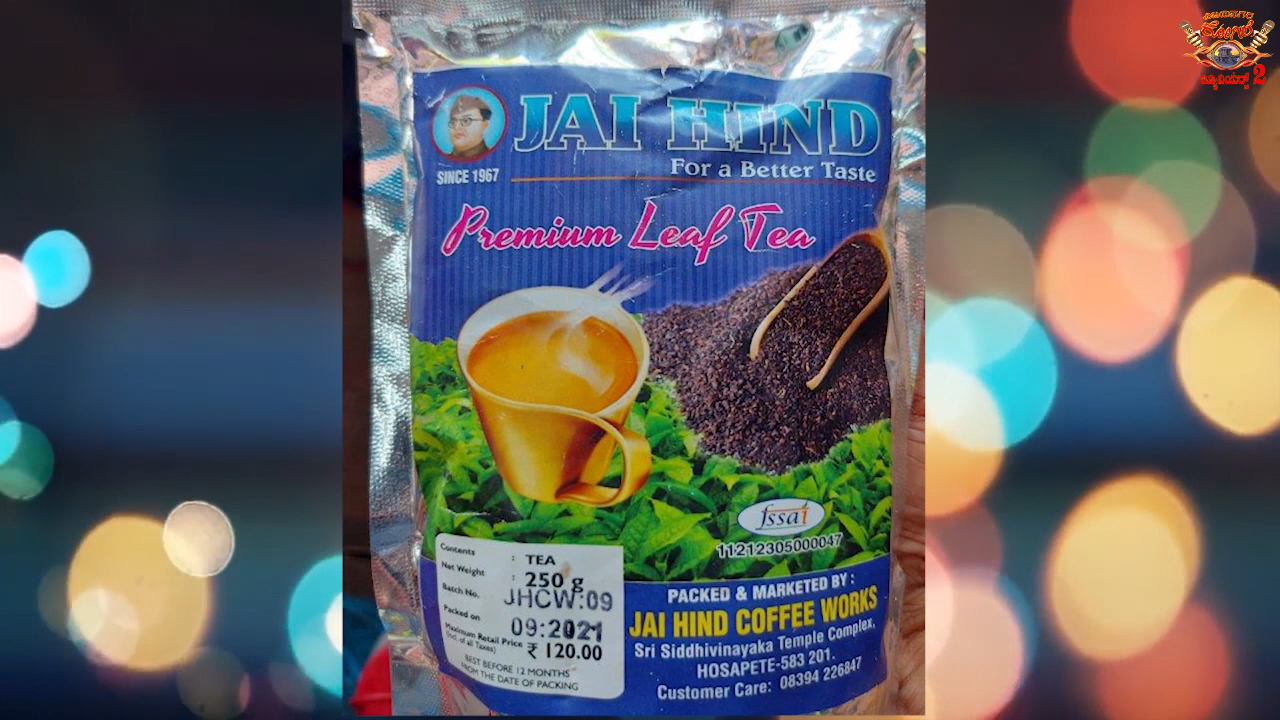 ವಿಜಯನಗರ
2
JAI HIND
SINCE 1967
For a Better Taste
Premium Leaf Tea
fssai
11212305000047
Contents : TEA
Net Weight : 250 g
Batch No. JHCW:09
Packed on 09:2021
Maximum Retail Price ₹ 120.00
(incl. of all Taxes)
BEST BEFORE 12 MONTHS
FROM THE DATE OF PACKING
PACKED & MARKETED BY :
JAI HIND COFFEE WORKS
Sri Siddhivinayaka Temple Complex,
HOSAPETE-583 201.
Customer Care: 08394 226847